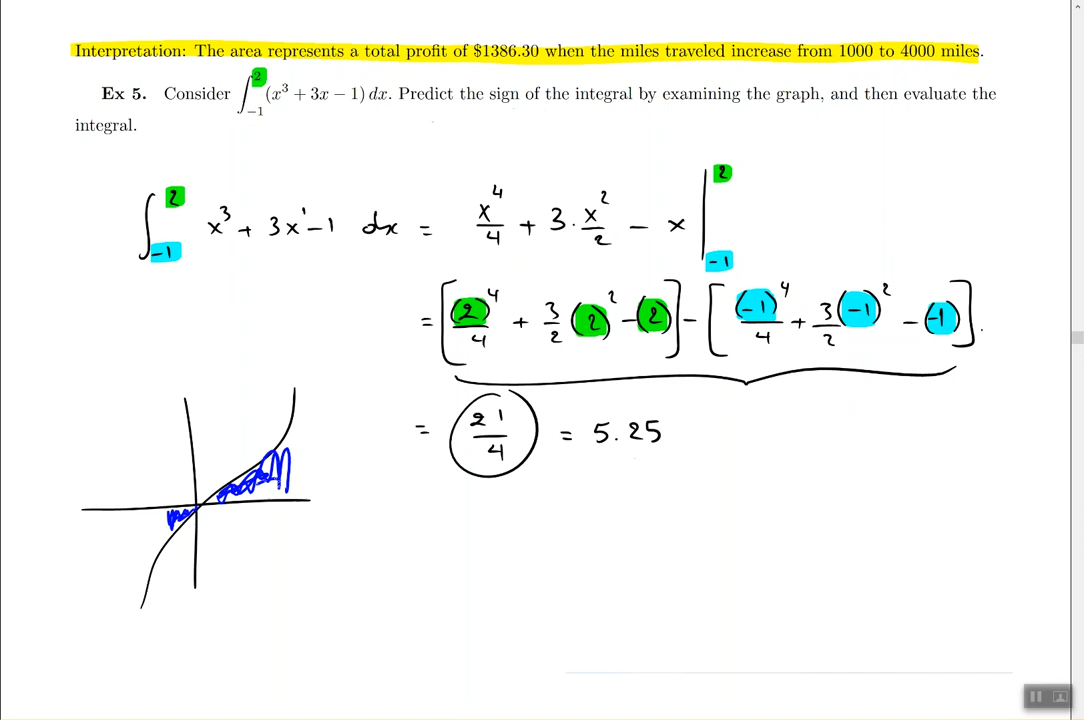 Interpretation: The area represents a total profit of $1386.30 when the miles traveled increase from 1000 to 4000 miles.
Ex 5. Consider ∫_{-1}^{2} (x³ + 3x − 1) dx. Predict the sign of the integral by examining the graph, and then evaluate the
integral.
∫_{-1}^{2} x³ + 3x¹ − 1 dx = x⁴/4 + 3·x²/2 − x |_{-1}^{2}
= [(2)⁴/4 + 3/2 (2)² − (2)] − [(-1)⁴/4 + 3/2 (-1)² − (-1)].
= 21/4 = 5.25